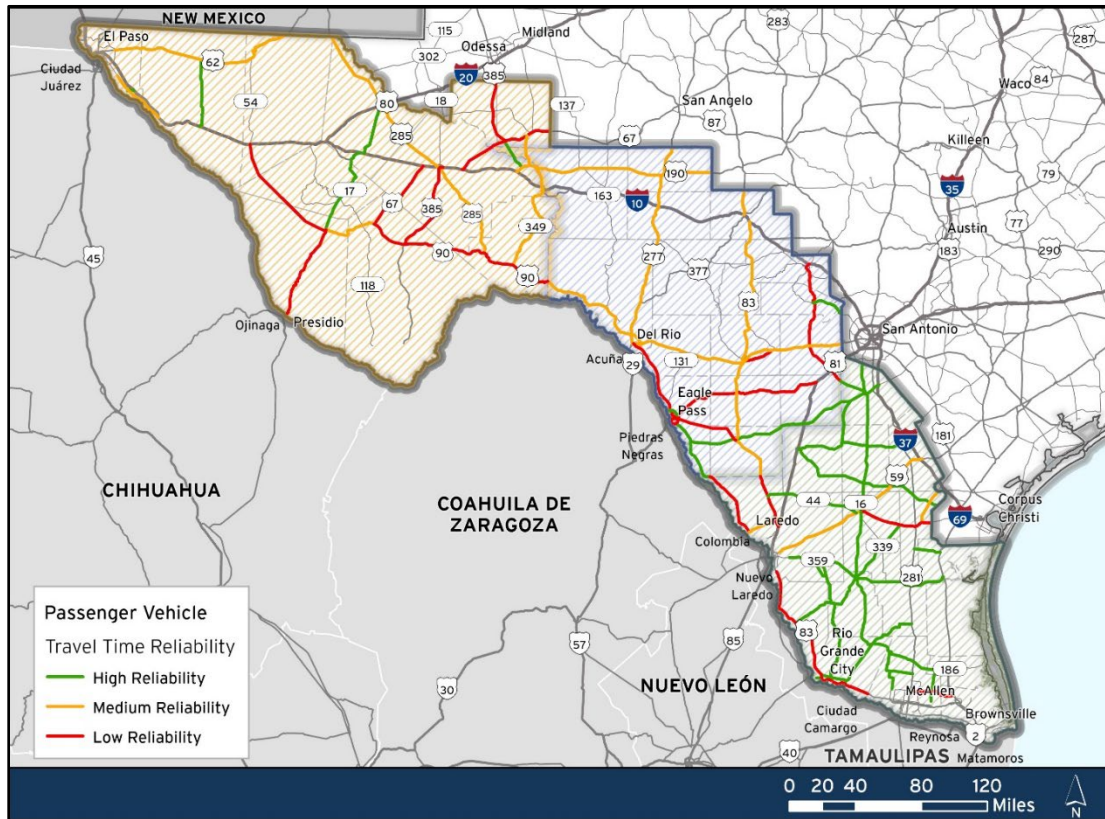 NEW MEXICO
El Paso
Ciudad
Juárez
62
54
115
302
Odessa
Midland
20
385
18
80
285
137
283
287
Waco
84
San Angelo
87
67
Killeen
79
35
Austin
77
183
290
190
163
10
17
67
385
285
349
90
90
118
277
377
83
45
Ojinaga
Presidio
Del Rio
Acuña
29
131
San Antonio
81
Eagle
Pass
Piedras
Negras
37
181
59
CHIHUAHUA
COAHUILA DE
ZARAGOZA
44
16
Corpus
Christi
69
Laredo
Colombia
359
339
281
Nuevo
Laredo
83
Rio
Grande
City
186
McAllen
Brownsville
2
57
85
30
NUEVO LEÓN
Ciudad
Camargo
Reynosa
40
TAMAULIPAS
Matamoros
Passenger Vehicle
Travel Time Reliability
High Reliability
Medium Reliability
Low Reliability
0 20 40 80 120
Miles
N